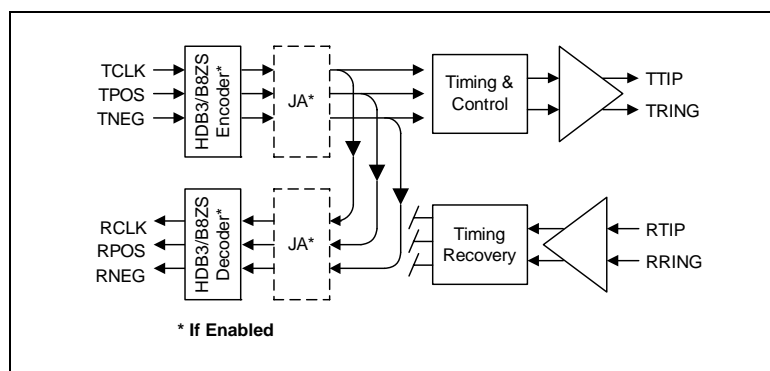 TCLK
TPOS
TNEG
HDB3/B8ZS
Encoder*
JA*
Timing &
Control
TTIP
TRING
RCLK
RPOS
RNEG
HDB3/B8ZS
Decoder*
JA*
Timing
Recovery
RTIP
RRING
* If Enabled